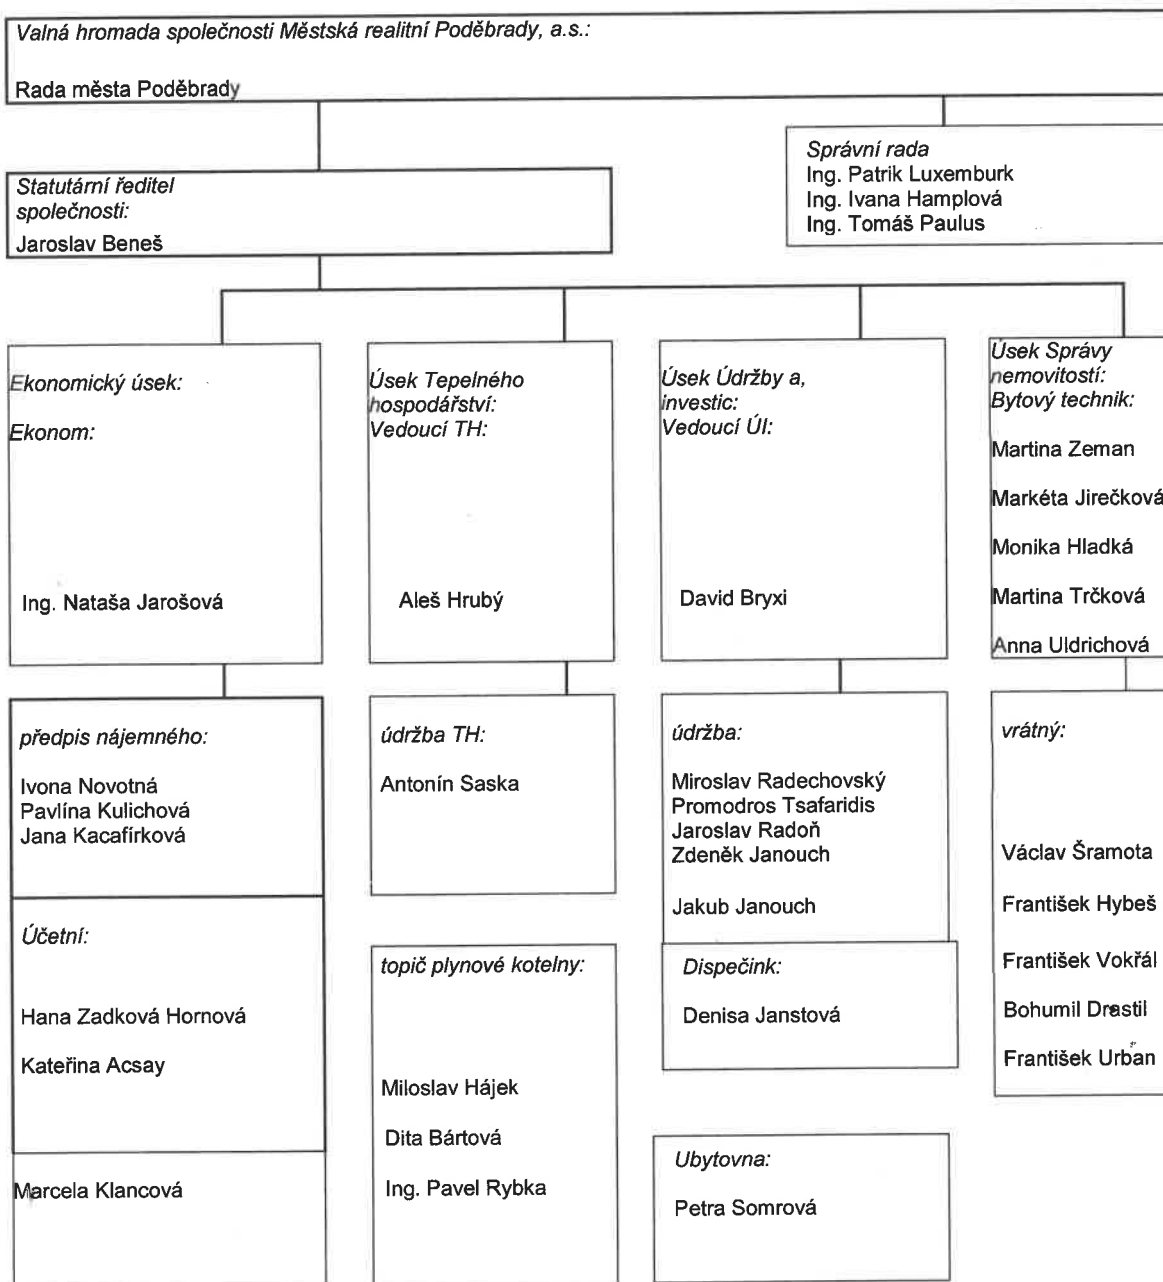 Valná hromada společnosti Městská realitní Poděbrady, a.s.:
Rada města Poděbrady
Správní rada
Ing. Patrik Luxemburk
Ing. Ivana Hamplová
Ing. Tomáš Paulus
Statutární ředitel
společnosti:
Jaroslav Beneš
Ekonomický úsek:
Ekonom:
Ing. Nataša Jarošová
Úsek Tepelného
hospodářství:
Vedoucí TH:
Aleš Hrubý
Úsek Údržby a,
investic:
Vedoucí ÚI:
David Bryxi
Úsek Správy
nemovitostí:
Bytový technik:
Martina Zeman
Markéta Jirečková
Monika Hladká
Martina Trčková
Anna Uldrichová
předpis nájemného:
Ivona Novotná
Pavlína Kulichová
Jana Kacafírková
Účetní:
Hana Zadková Hornová
Kateřina Acsay
Marcela Klancová
údržba TH:
Antonín Saska
topič plynové kotelny:
Miloslav Hájek
Dita Bártová
Ing. Pavel Rybka
údržba:
Miroslav Radechovský
Promodros Tsafaridis
Jaroslav Radoň
Zdeněk Janouch
Jakub Janouch
Dispečink:
Denisa Janstová
Ubytovna:
Petra Somrová
vrátný:
Václav Šramota
František Hybeš
František Vokřál
Bohumil Drastil
František Urban